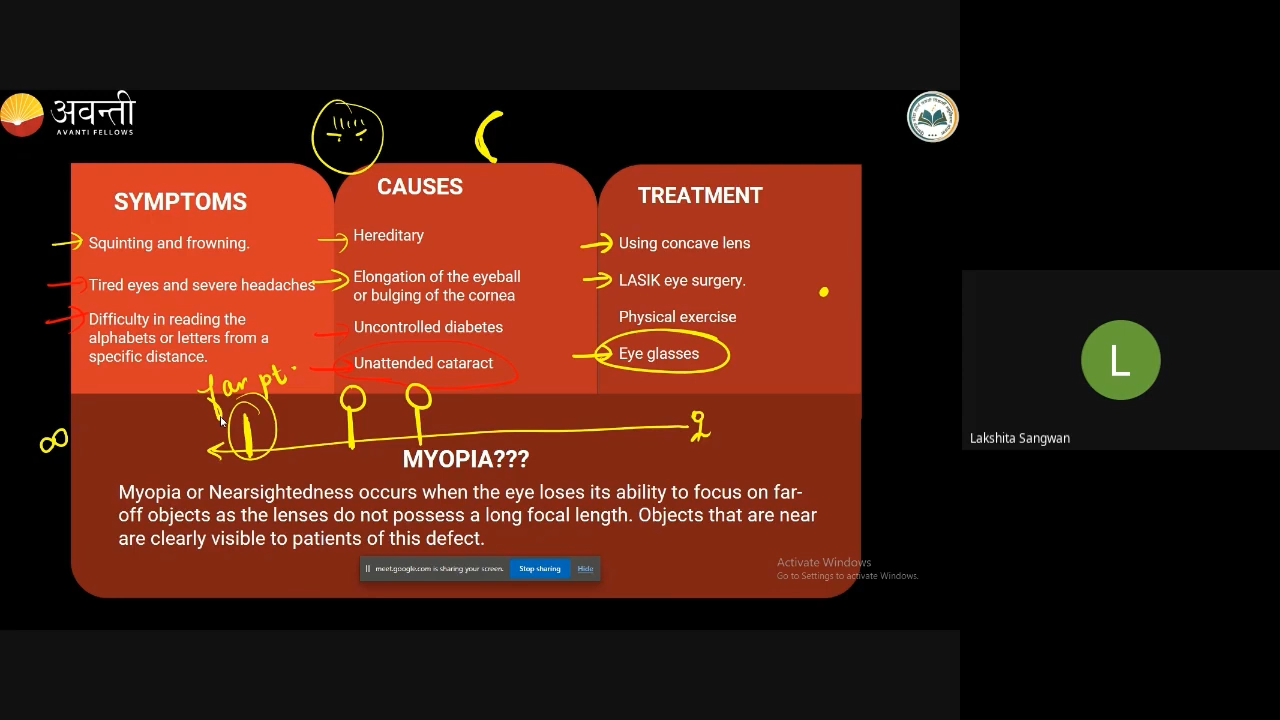 अवन्ती
AVANTI FELLOWS
SYMPTOMS
Squinting and frowning.
Tired eyes and severe headaches
Difficulty in reading the
alphabets or letters from a
specific distance.
CAUSES
Hereditary
Elongation of the eyeball
or bulging of the cornea
Uncontrolled diabetes
Unattended cataract
TREATMENT
Using concave lens
LASIK eye surgery.
Physical exercise
Eye glasses
far pt.
∞
MYOPIA???
Myopia or Nearsightedness occurs when the eye loses its ability to focus on far-
off objects as the lenses do not possess a long focal length. Objects that are near
are clearly visible to patients of this defect.
meet.google.com is sharing your screen.
Stop sharing
Hide
Activate Windows
Go to Settings to activate Windows.
L
Lakshita Sangwan